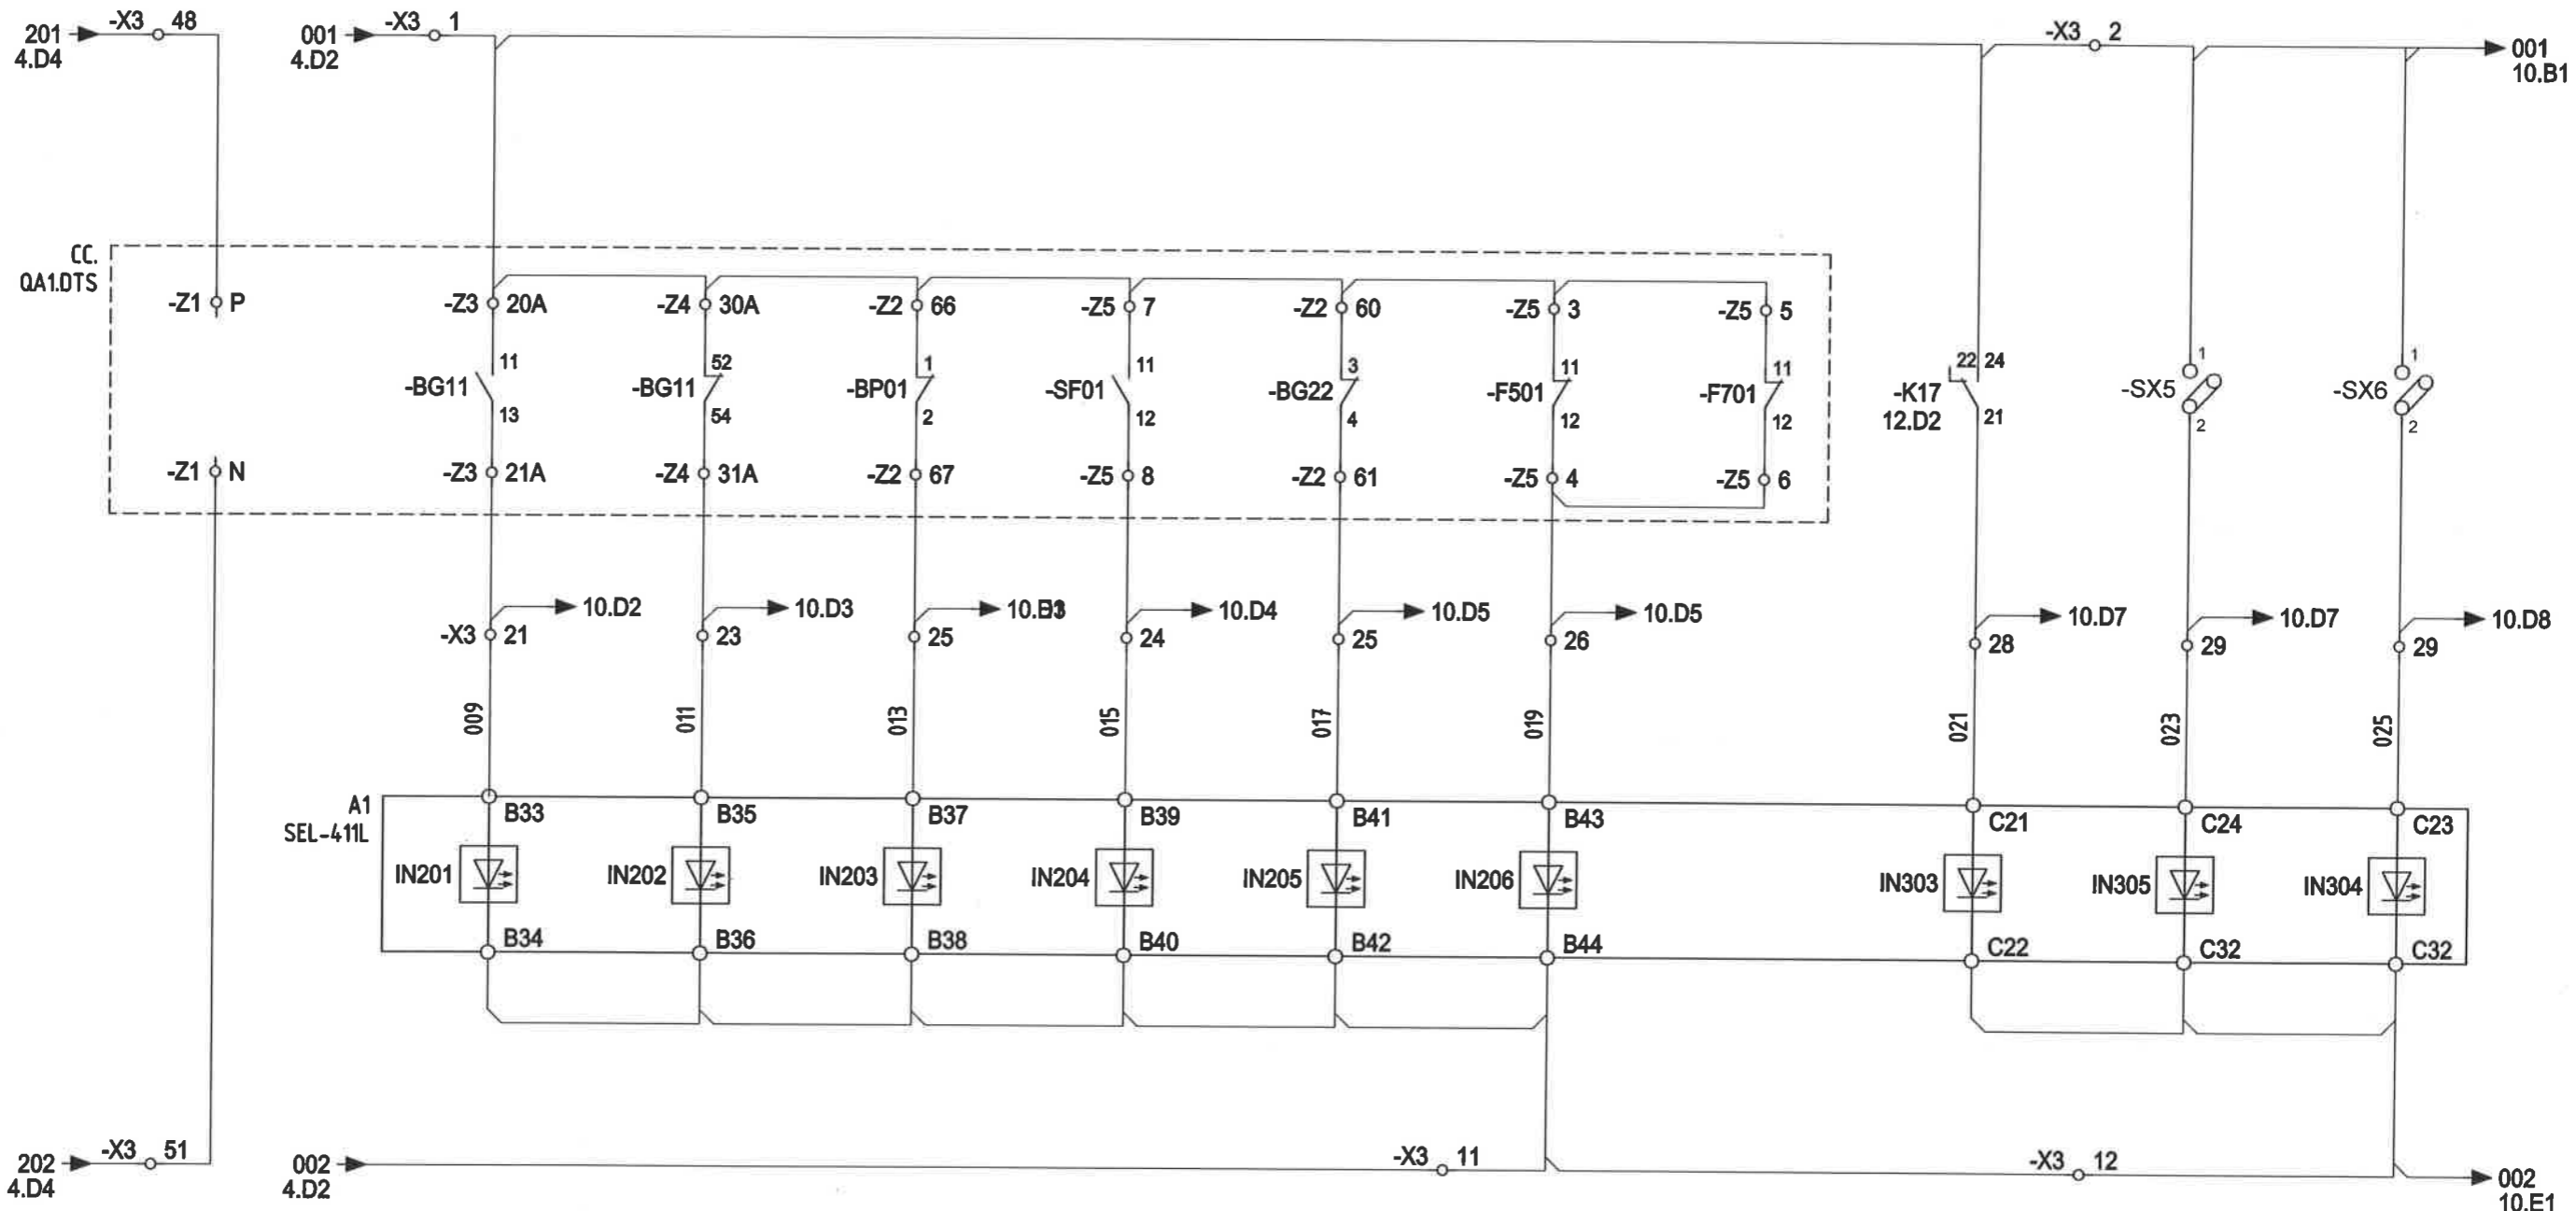 201 -X3 48 001 -X3 1 -X3 2 001
4.D4 4.D2 10.B1
CC.
QA1.DTS
-Z1 P -Z3 20A -Z4 30A -Z2 66 -Z5 7 -Z2 60 -Z5 3 -Z5 5
11 52 1 11 3 11 11 22 24 1 1
-BG11 -BG11 -BP01 -SF01 -BG22 -F501 -F701 -K17 -SX5 -SX6
13 54 2 12 4 12 12 12.D2 21 2 2
-Z1 N -Z3 21A -Z4 31A -Z2 67 -Z5 8 -Z2 61 -Z5 4 -Z5 6
10.D2 10.D3 10. 10.D4 10.D5 10.D5 10.D7 10.D7 10.D8
-X3 21 23 25 24 25 26 28 29 29
009 011 013 015 017 019 021 023 025
A1 B33 B35 B37 B39 B41 B43 C21 C24 C23
SEL-411L
IN201 IN202 IN203 IN204 IN205 IN206 IN303 IN305 IN304
B34 B36 B38 B40 B42 B44 C22 C32 C32
202 -X3 51 002 -X3 11 -X3 12 002
4.D4 4.D2 10.E1